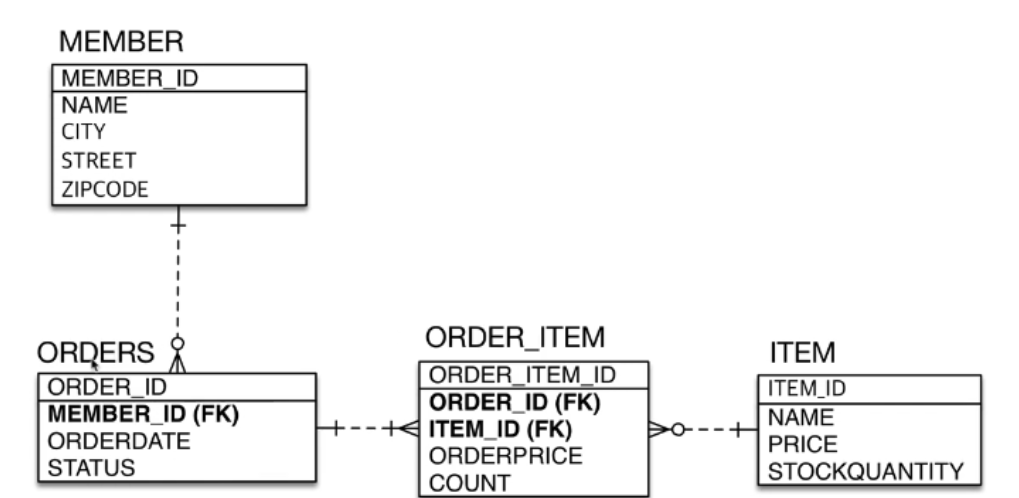 MEMBER
MEMBER_ID
NAME
CITY
STREET
ZIPCODE
ORDERS
ORDER_ID
MEMBER_ID (FK)
ORDERDATE
STATUS
ORDER_ITEM
ORDER_ITEM_ID
ORDER_ID (FK)
ITEM_ID (FK)
ORDERPRICE
COUNT
ITEM
ITEM_ID
NAME
PRICE
STOCKQUANTITY